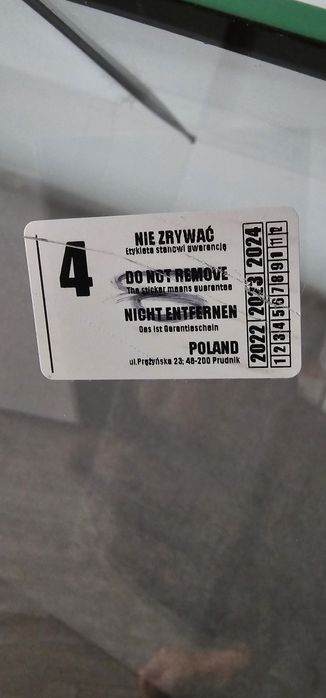 4
NIE ZRYWAĆ
Etykieta stanowi gwarancję
DO NOT REMOVE
The sticker means guarantee
NICHT ENTFERNEN
Das ist Garantieschein
POLAND
ul.Prężyńska 23; 48-200 Prudnik
2022 2023 2024
1 2 3 4 5 6 7 8 9 10 11 12